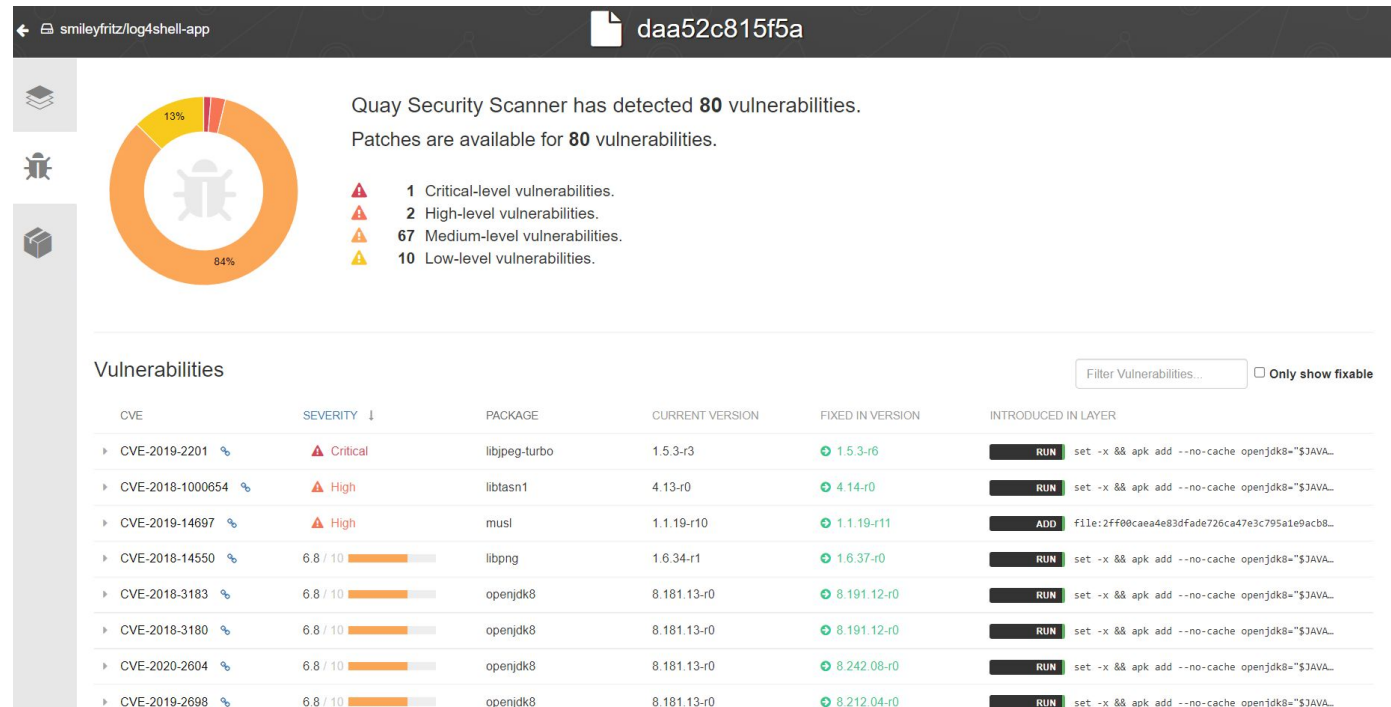 smileyfritz/log4shell-app
daa52c815f5a
13%
84%
Quay Security Scanner has detected 80 vulnerabilities.
Patches are available for 80 vulnerabilities.
1 Critical-level vulnerabilities.
2 High-level vulnerabilities.
67 Medium-level vulnerabilities.
10 Low-level vulnerabilities.
Vulnerabilities
Filter Vulnerabilities... Only show fixable
CVE SEVERITY ↓ PACKAGE CURRENT VERSION FIXED IN VERSION INTRODUCED IN LAYER
CVE-2019-2201 Critical libjpeg-turbo 1.5.3-r3 1.5.3-r6 RUN set -x && apk add --no-cache openjdk8="$JAVA…
CVE-2018-1000654 High libtasn1 4.13-r0 4.14-r0 RUN set -x && apk add --no-cache openjdk8="$JAVA…
CVE-2019-14697 High musl 1.1.19-r10 1.1.19-r11 ADD file:2ff00caea4e83dfade726ca47e3c795a1e9acb8…
CVE-2018-14550 6.8 / 10 libpng 1.6.34-r1 1.6.37-r0 RUN set -x && apk add --no-cache openjdk8="$JAVA…
CVE-2018-3183 6.8 / 10 openjdk8 8.181.13-r0 8.191.12-r0 RUN set -x && apk add --no-cache openjdk8="$JAVA…
CVE-2018-3180 6.8 / 10 openjdk8 8.181.13-r0 8.191.12-r0 RUN set -x && apk add --no-cache openjdk8="$JAVA…
CVE-2020-2604 6.8 / 10 openjdk8 8.181.13-r0 8.242.08-r0 RUN set -x && apk add --no-cache openjdk8="$JAVA…
CVE-2019-2698 6.8 / 10 openjdk8 8.181.13-r0 8.212.04-r0 RUN set -x && apk add --no-cache openjdk8="$JAVA…